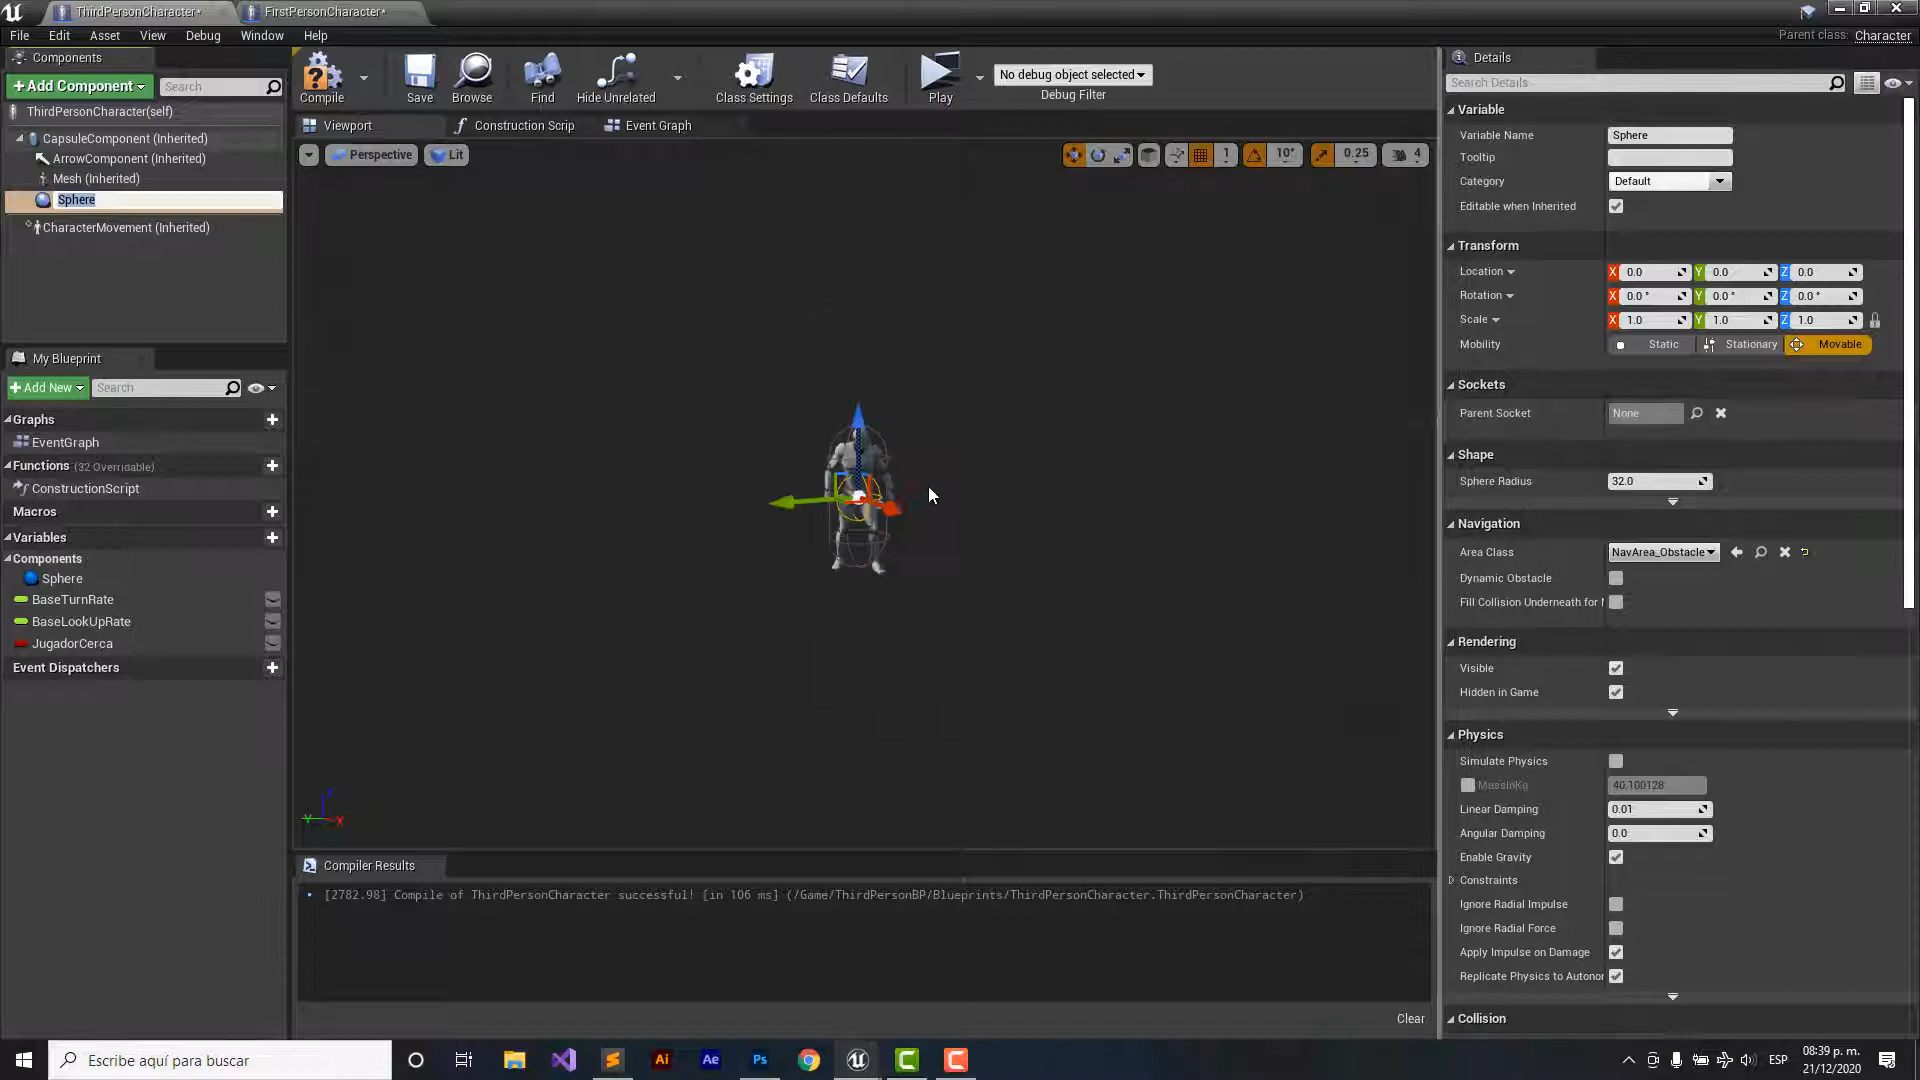 ThirdPersonCharacter*
FirstPersonCharacter*
File Edit Asset View Debug Window Help
Parent class: Character
Components
+Add Component
Search
ThirdPersonCharacter(self)
CapsuleComponent (Inherited)
ArrowComponent (Inherited)
Mesh (Inherited)
Sphere
CharacterMovement (Inherited)
My Blueprint
+Add New
Search
Graphs
EventGraph
Functions (32 Overridable)
ConstructionScript
Macros
Variables
Components
Sphere
BaseTurnRate
BaseLookUpRate
JugadorCerca
Event Dispatchers
Compile
Save
Browse
Find
Hide Unrelated
Class Settings
Class Defaults
Play
No debug object selected
Debug Filter
Viewport
Construction Scrip
Event Graph
Perspective
Lit
1
10°
0.25
4
Z
Y
X
Compiler Results
[2782.98] Compile of ThirdPersonCharacter successful! [in 106 ms] (/Game/ThirdPersonBP/Blueprints/ThirdPersonCharacter.ThirdPersonCharacter)
Clear
Details
Search Details
Variable
Variable Name Sphere
Tooltip
Category Default
Editable when Inherited
Transform
Location X 0.0 Y 0.0 Z 0.0
Rotation X 0.0 ° Y 0.0 ° Z 0.0 °
Scale X 1.0 Y 1.0 Z 1.0
Mobility Static Stationary Movable
Sockets
Parent Socket None
Shape
Sphere Radius 32.0
Navigation
Area Class NavArea_Obstacle
Dynamic Obstacle
Fill Collision Underneath for
Rendering
Visible
Hidden in Game
Physics
Simulate Physics
MassInKg 40.100128
Linear Damping 0.01
Angular Damping 0.0
Enable Gravity
Constraints
Ignore Radial Impulse
Ignore Radial Force
Apply Impulse on Damage
Replicate Physics to Autonor
Collision
Escribe aquí para buscar
Ai
Ae
Ps
ESP
08:39 p. m.
21/12/2020